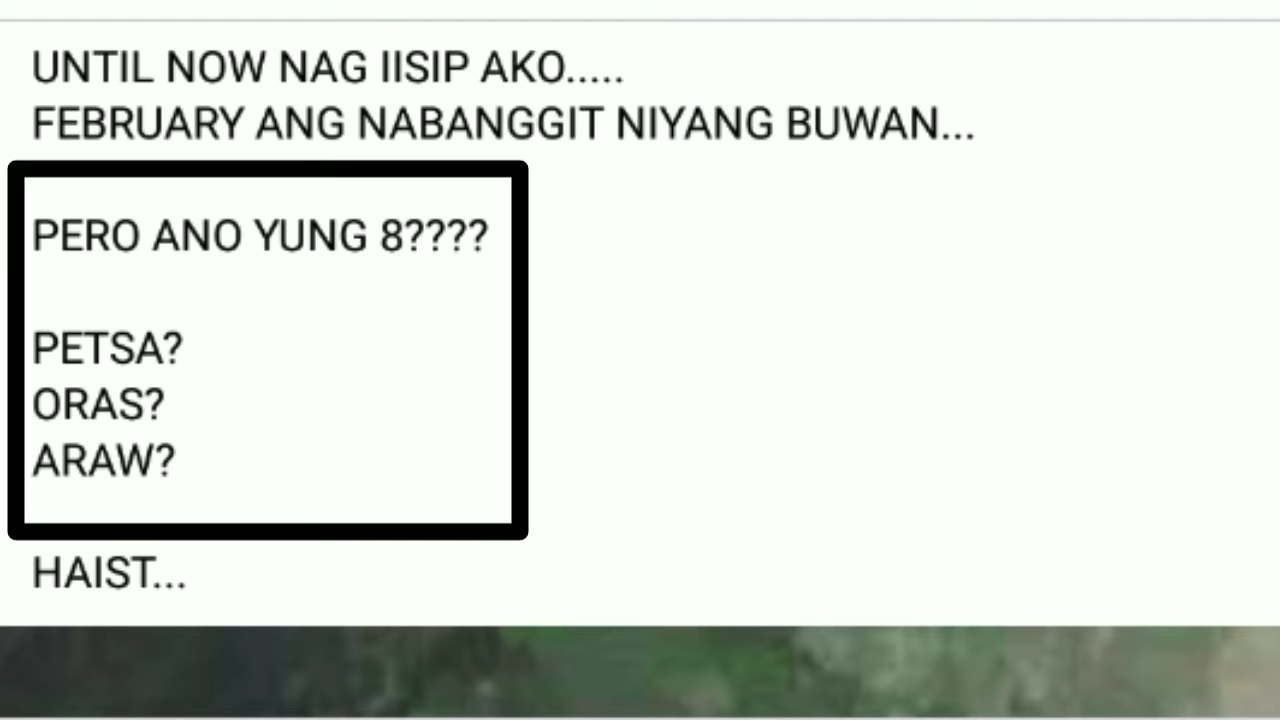 UNTIL NOW NAG IISIP AKO.....
FEBRUARY ANG NABANGGIT NIYANG BUWAN...
PERO ANO YUNG 8????
PETSA?
ORAS?
ARAW?
HAIST...